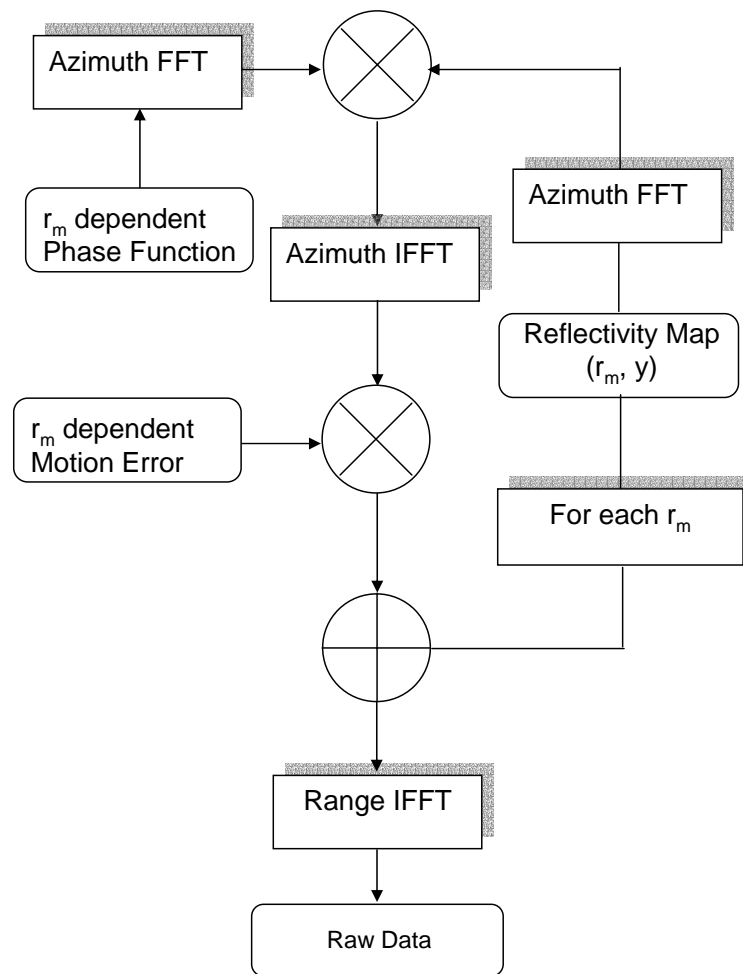 Azimuth FFT
r_m dependent
Phase Function
Azimuth FFT
Azimuth IFFT
Reflectivity Map
(r_m, y)
r_m dependent
Motion Error
For each r_m
Range IFFT
Raw Data